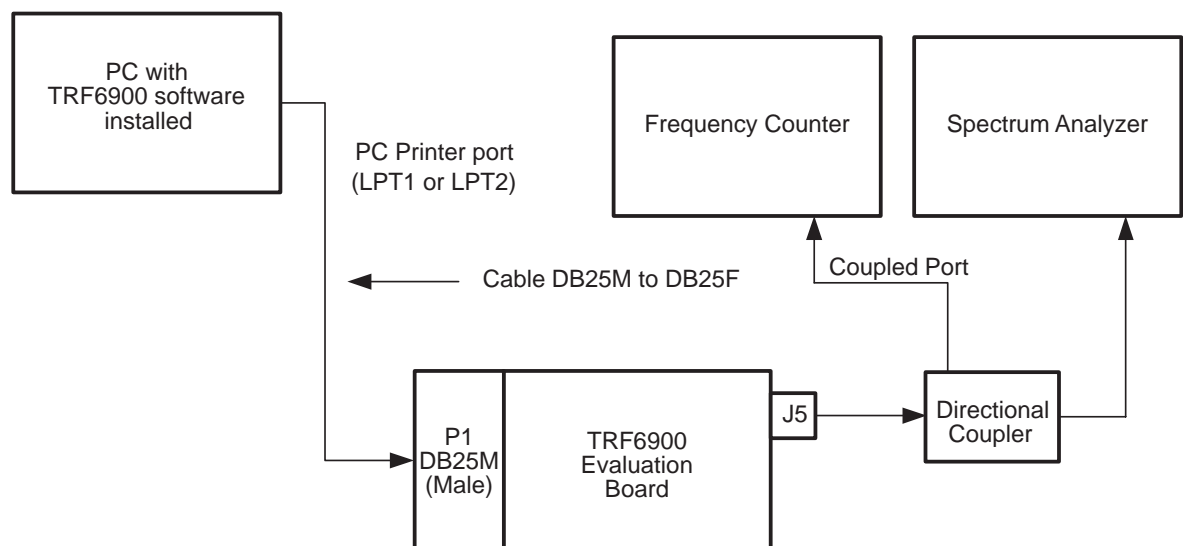 PC with
TRF6900 software
installed
PC Printer port
(LPT1 or LPT2)
Cable DB25M to DB25F
Frequency Counter
Spectrum Analyzer
Coupled Port
P1
DB25M
(Male)
TRF6900
Evaluation
Board
J5
Directional
Coupler